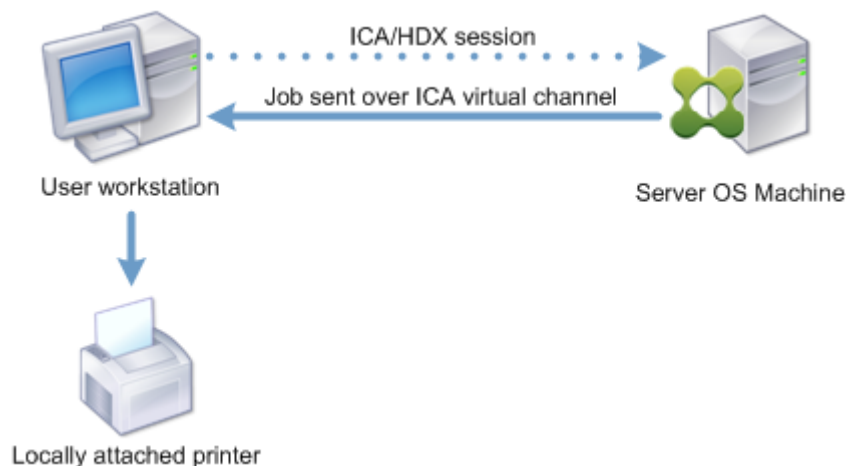 ICA/HDX session
Job sent over ICA virtual channel
User workstation
Server OS Machine
Locally attached printer